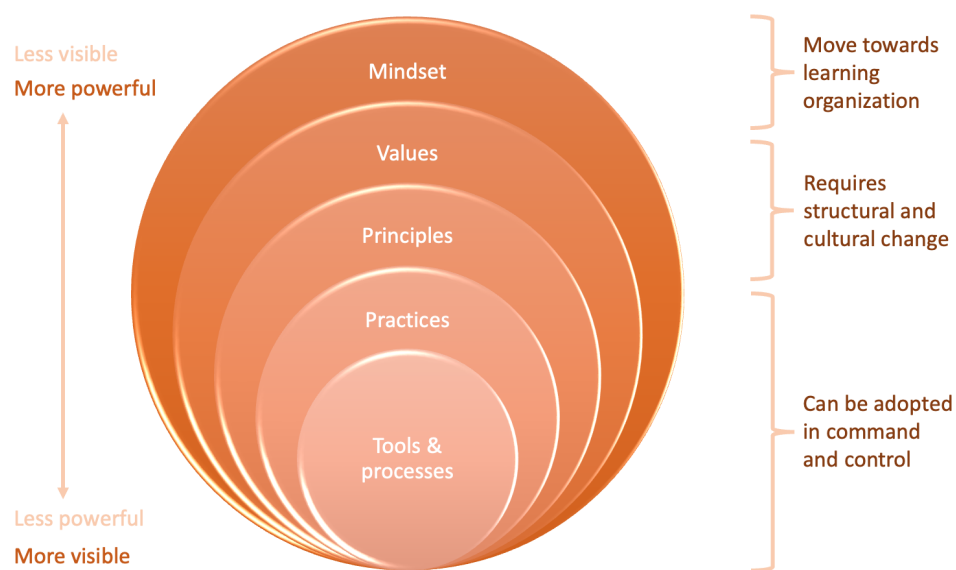 Less visible
More powerful
Less powerful
More visible
Mindset
Values
Principles
Practices
Tools &
processes
Move towards
learning
organization
Requires
structural and
cultural change
Can be adopted
in command
and control